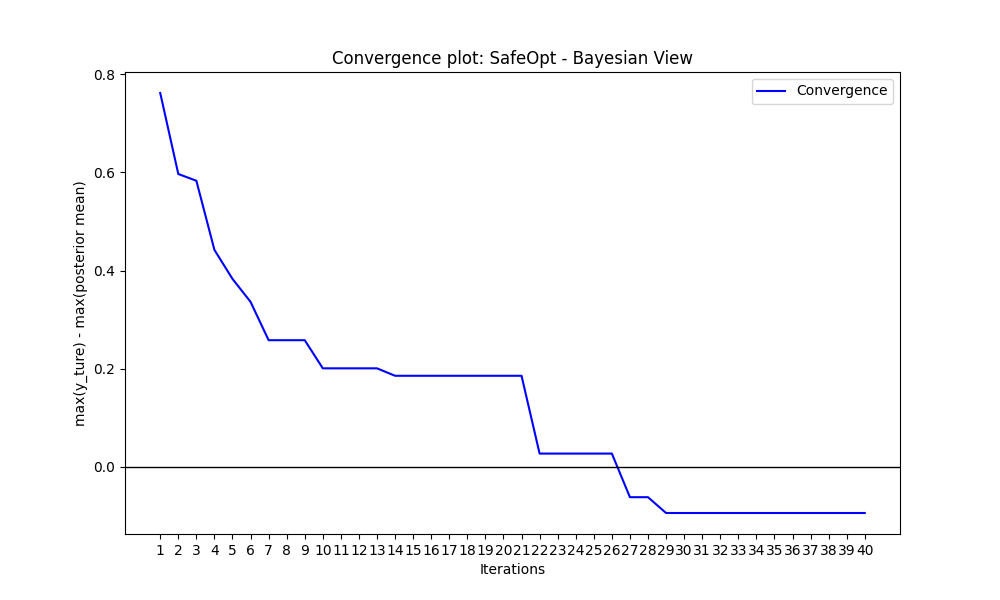 Convergence plot: SafeOpt - Bayesian View
Convergence
max(y_ture) - max(posterior mean)
0.8
0.6
0.4
0.2
0.0
1 2 3 4 5 6 7 8 9 10 11 12 13 14 15 16 17 18 19 20 21 22 23 24 25 26 27 28 29 30 31 32 33 34 35 36 37 38 39 40
Iterations